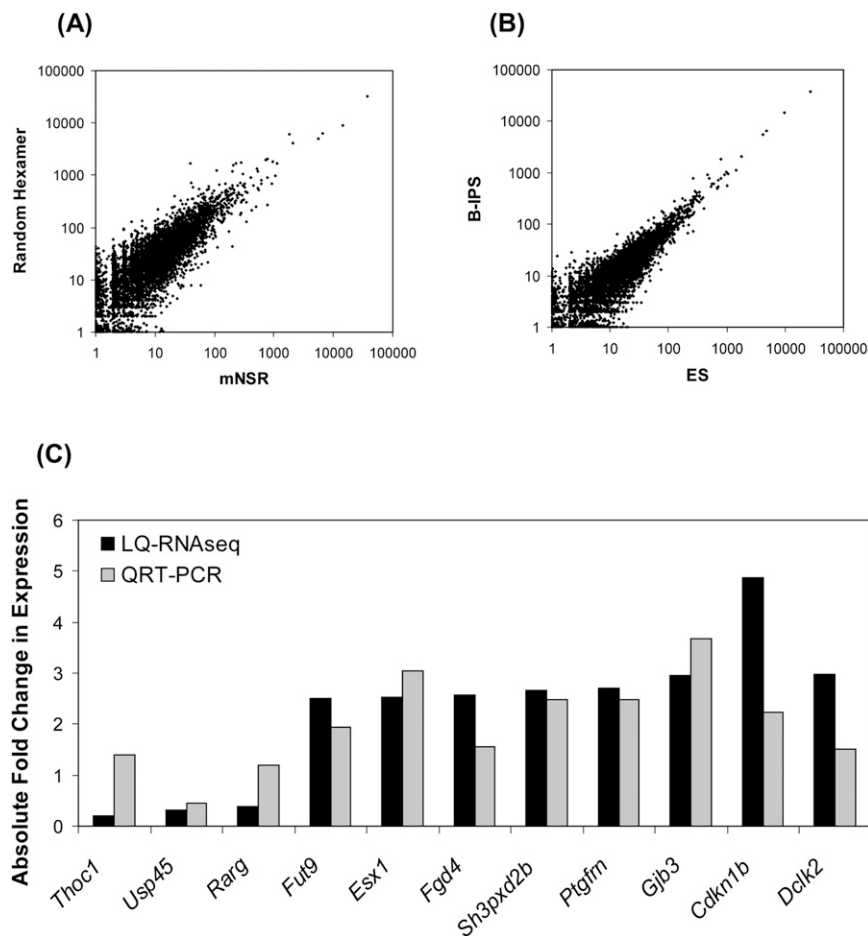 (A)
100000
10000
1000
100
10
1
Random Hexamer
1 10 100 1000 10000 100000
mNSR
(B)
100000
10000
1000
100
10
1
B-IPS
1 10 100 1000 10000 100000
ES
(C)
Absolute Fold Change in Expression
6
5
4
3
2
1
0
LQ-RNAseq
QRT-PCR
Thoc1
Usp45
Rarg
Fut9
Esx1
Fgd4
Sh3pxd2b
Ptgfrn
Gjb3
Cdkn1b
Dclk2